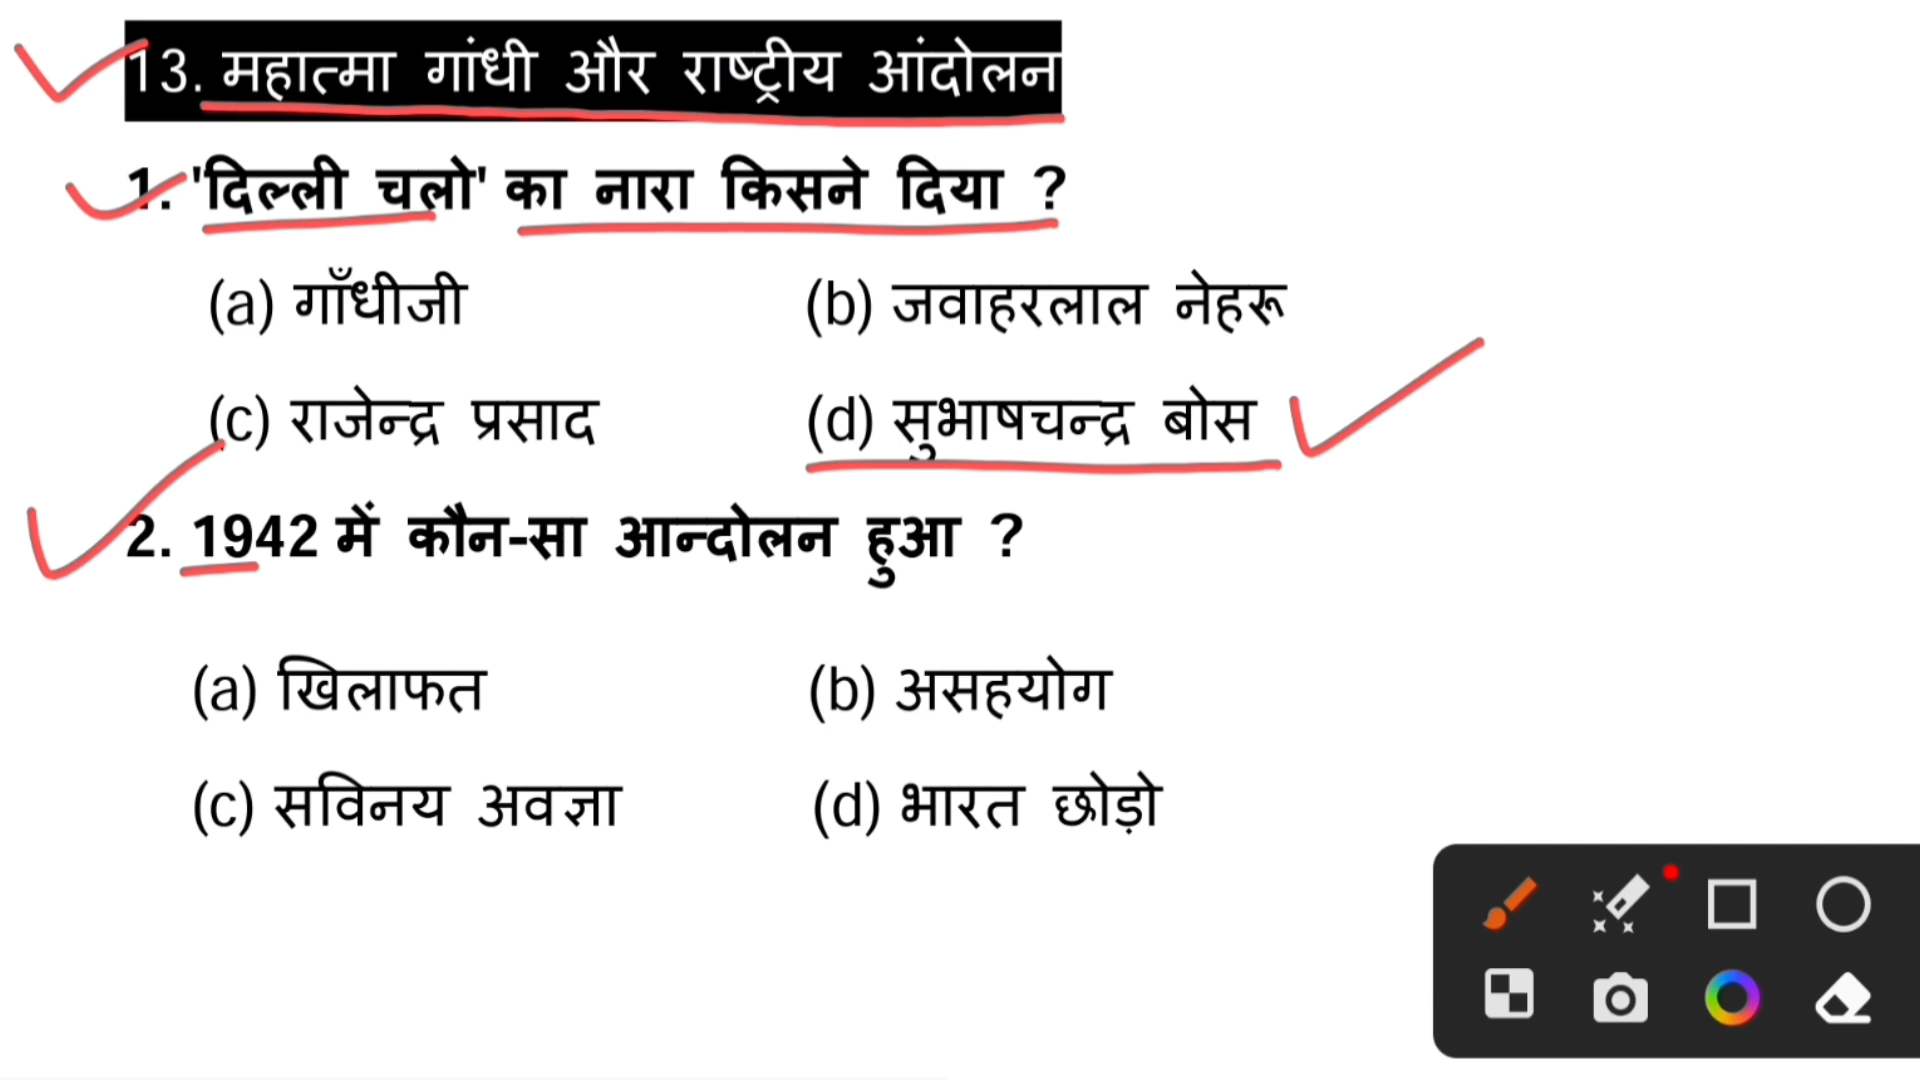 13. महात्मा गांधी और राष्ट्रीय आंदोलन
1. 'दिल्ली चलो' का नारा किसने दिया ?
(a) गाँधीजी (b) जवाहरलाल नेहरू
(c) राजेन्द्र प्रसाद (d) सुभाषचन्द्र बोस
2. 1942 में कौन-सा आन्दोलन हुआ ?
(a) खिलाफत (b) असहयोग
(c) सविनय अवज्ञा (d) भारत छोड़ो